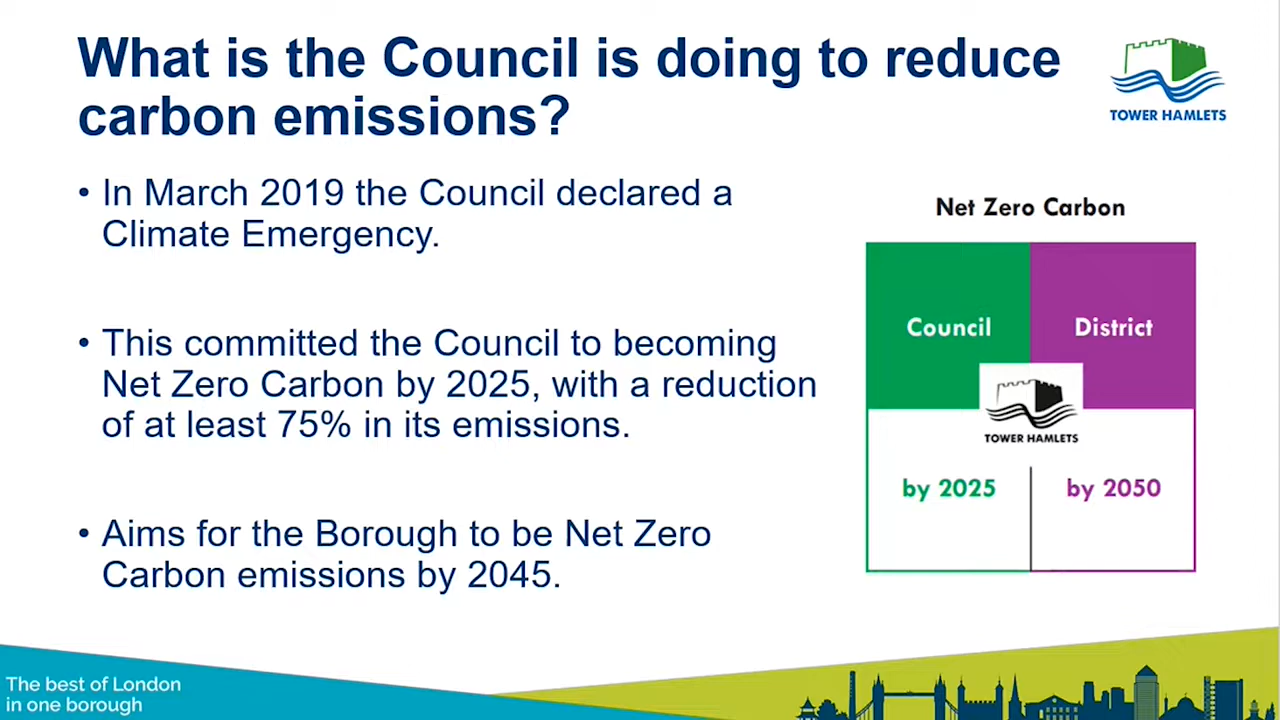 What is the Council is doing to reduce
carbon emissions?
TOWER HAMLETS
• In March 2019 the Council declared a
Climate Emergency.
• This committed the Council to becoming
Net Zero Carbon by 2025, with a reduction
of at least 75% in its emissions.
• Aims for the Borough to be Net Zero
Carbon emissions by 2045.
Net Zero Carbon
Council
District
TOWER HAMLETS
by 2025
by 2050
The best of London
in one borough